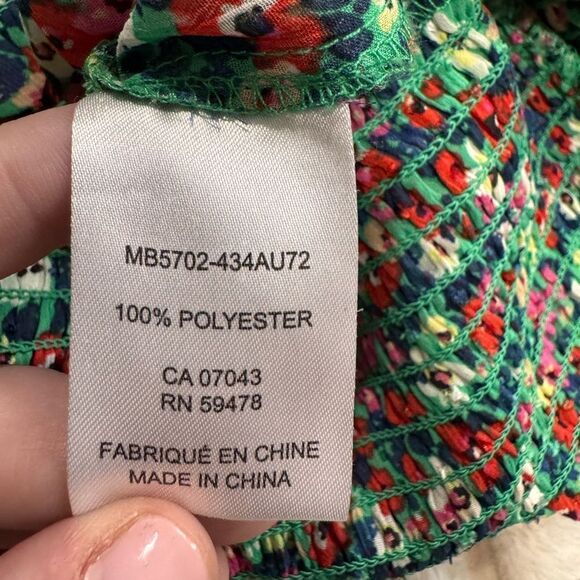 MB5702-434AU72
100% POLYESTER
CA 07043
RN 59478
FABRIQUÉ EN CHINE
MADE IN CHINA